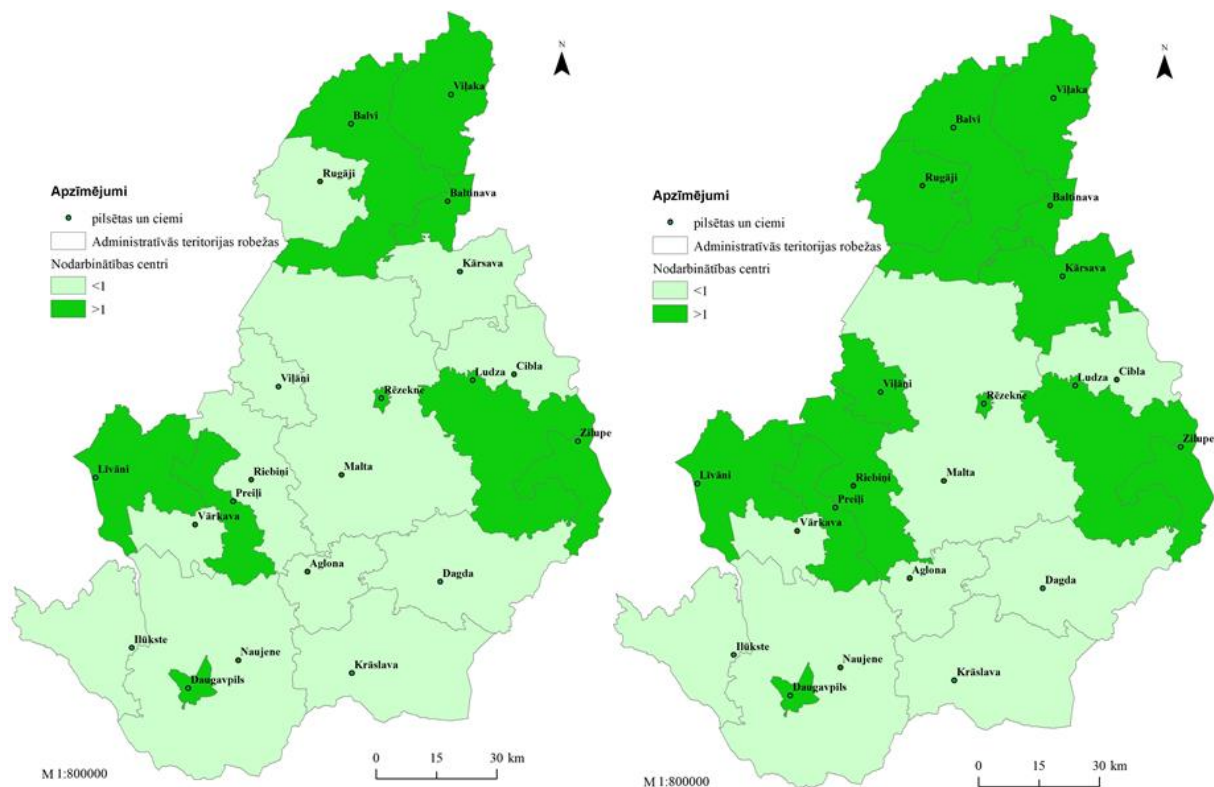 N
Viļaka
Balvi
Rugāji
Baltinava
Apzīmējumi
pilsētas un ciemi
Administratīvās teritorijas robežas
Nodarbinātības centri
<1
>1
Kārsava
Viļāni
Ludza
Cibla
Rēzekne
Zilupe
Līvāni
Riebiņi
Malta
Preiļi
Vārkava
Aglona
Dagda
Ilūkste
Naujene
Krāslava
Daugavpils
0 15 30 km
M 1:800000
N
Viļaka
Balvi
Rugāji
Baltinava
Apzīmējumi
pilsētas un ciemi
Administratīvās teritorijas robežas
Nodarbinātības centri
<1
>1
Kārsava
Viļāni
Ludza
Cibla
Rēzekne
Zilupe
Līvāni
Riebiņi
Malta
Preiļi
Vārkava
Aglona
Dagda
Ilūkste
Naujene
Krāslava
Daugavpils
0 15 30 km
M 1:800000